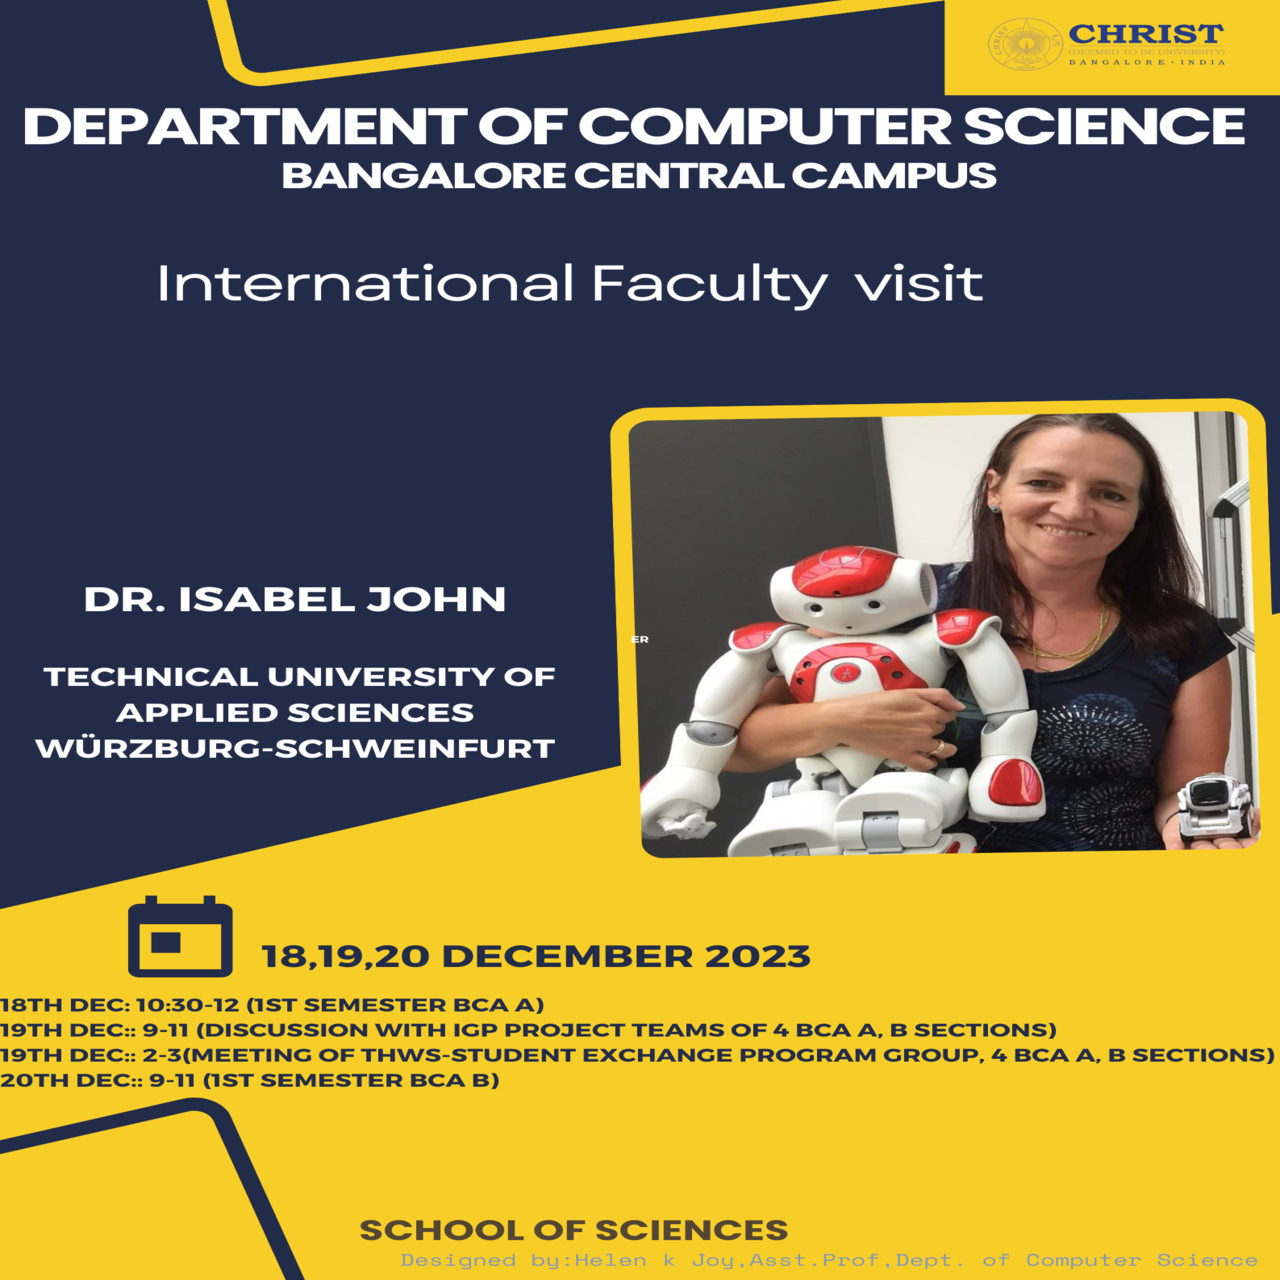 CHRIST
(DEEMED TO BE UNIVERSITY)
BANGALORE · INDIA
DEPARTMENT OF COMPUTER SCIENCE
BANGALORE CENTRAL CAMPUS
International Faculty visit
DR. ISABEL JOHN
TECHNICAL UNIVERSITY OF
APPLIED SCIENCES
WÜRZBURG-SCHWEINFURT
ER
18,19,20 DECEMBER 2023
18TH DEC: 10:30-12 (1ST SEMESTER BCA A)
19TH DEC:: 9-11 (DISCUSSION WITH IGP PROJECT TEAMS OF 4 BCA A, B SECTIONS)
19TH DEC:: 2-3(MEETING OF THWS-STUDENT EXCHANGE PROGRAM GROUP, 4 BCA A, B SECTIONS)
20TH DEC:: 9-11 (1ST SEMESTER BCA B)
SCHOOL OF SCIENCES
Designed by:Helen k Joy,Asst.Prof,Dept. of Computer Science